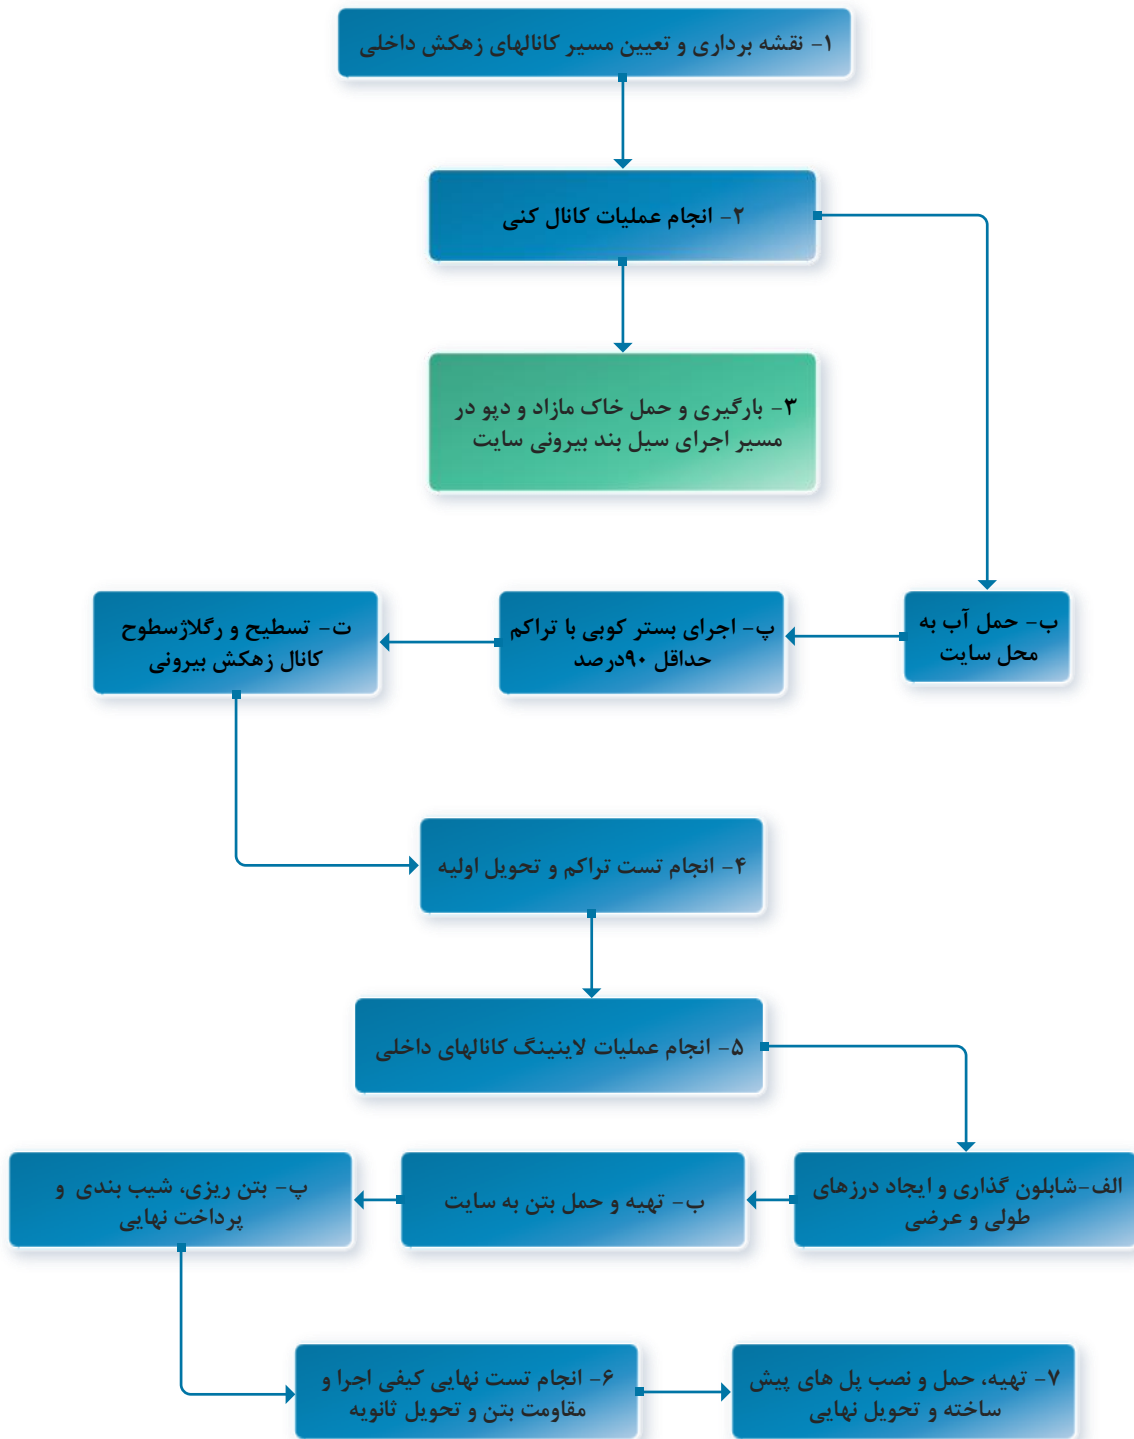 ۱- نقشه برداری و تعیین مسیر کانالهای زهکش داخلی
۲- انجام عملیات کانال کنی
۳- بارگیری و حمل خاک مازاد و دپو در
مسیر اجرای سیل بند بیرونی سایت
ب- حمل آب به
محل سایت
پ- اجرای بستر کوبی با تراکم
حداقل ۹۰درصد
ت- تسطیح و رگلاژسطوح
کانال زهکش بیرونی
۴- انجام تست تراکم و تحویل اولیه
۵- انجام عملیات لاینینگ کانالهای داخلی
الف-شابلون گذاری و ایجاد درزهای
طولی و عرضی
ب- تهیه و حمل بتن به سایت
پ- بتن ریزی، شیب بندی و
پرداخت نهایی
۶- انجام تست نهایی کیفی اجرا و
مقاومت بتن و تحویل ثانویه
۷- تهیه، حمل و نصب پل های پیش
ساخته و تحویل نهایی